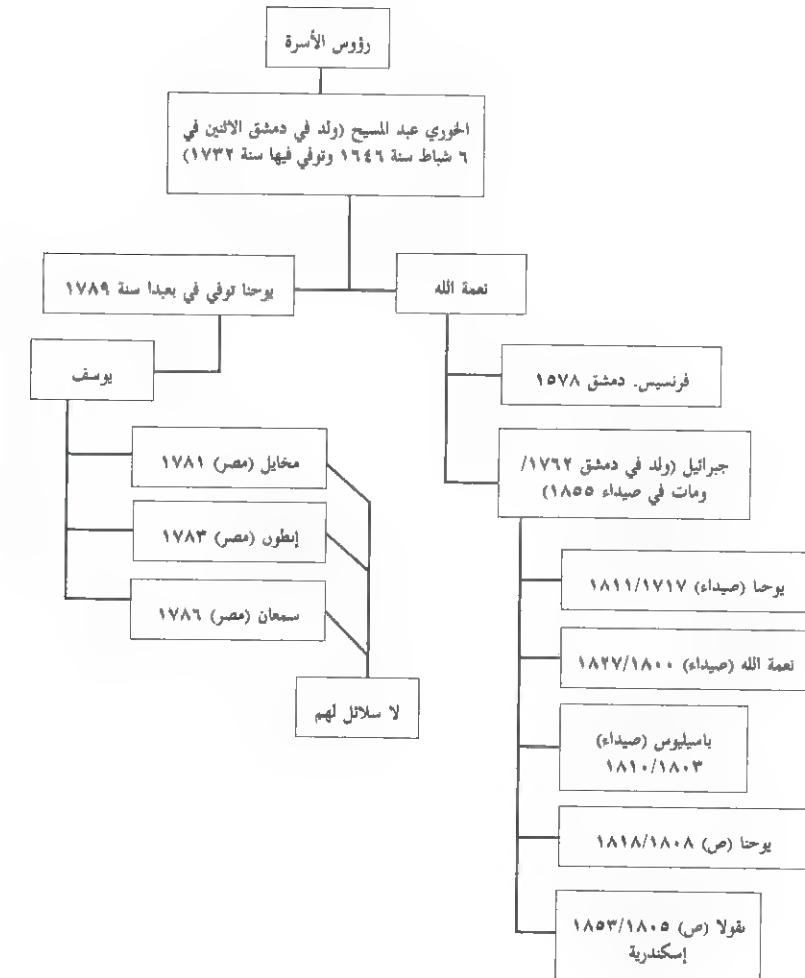 رؤوس الأسرة
الخوري عبد المسيح (ولد في دمشق الاثنين في
٦ شباط سنة ١٦٤٦ وتوفي فيها سنة ١٧٣٢)
نعمة الله
يوحنا توفي في بعبدا سنة ١٧٨٩
فرنسيس. دمشق ١٥٧٨
يوسف
جبرائيل (ولد في دمشق ١٧٦٢/
ومات في صيداء ١٨٥٥)
مخايل (مصر) ١٧٨١
إنطون (مصر) ١٧٨٣
سمعان (مصر) ١٧٨٦
لا سلائل لهم
يوحنا (صيداء) ١٨١١/١٧١٧
نعمة الله (صيداء) ١٨٢٧/١٨٠٠
باسيليوس (صيداء)
١٨١٠/١٨٠٣
يوحنا (ص) ١٨١٨/١٨٠٨
نقولا (ص) ١٨٥٣/١٨٠٥
إسكندرية